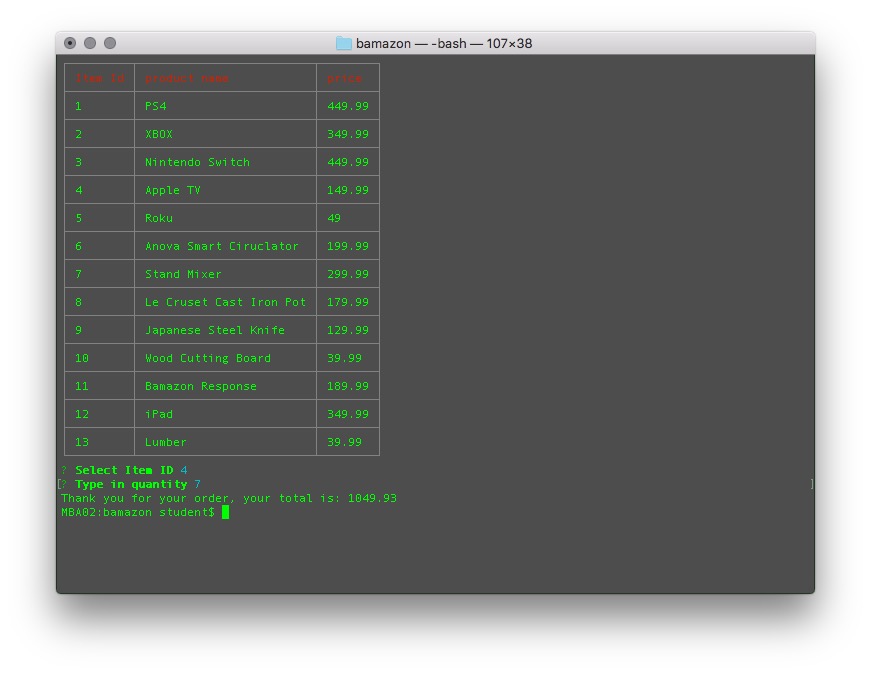 bamazon — -bash — 107×38
Item Id product name price
1 PS4 449.99
2 XBOX 349.99
3 Nintendo Switch 449.99
4 Apple TV 149.99
5 Roku 49
6 Anova Smart Ciruclator 199.99
7 Stand Mixer 299.99
8 Le Cruset Cast Iron Pot 179.99
9 Japanese Steel Knife 129.99
10 Wood Cutting Board 39.99
11 Bamazon Response 189.99
12 iPad 349.99
13 Lumber 39.99
? Select Item ID 4
[? Type in quantity 7 ]
Thank you for your order, your total is: 1049.93
MBA02:bamazon student$